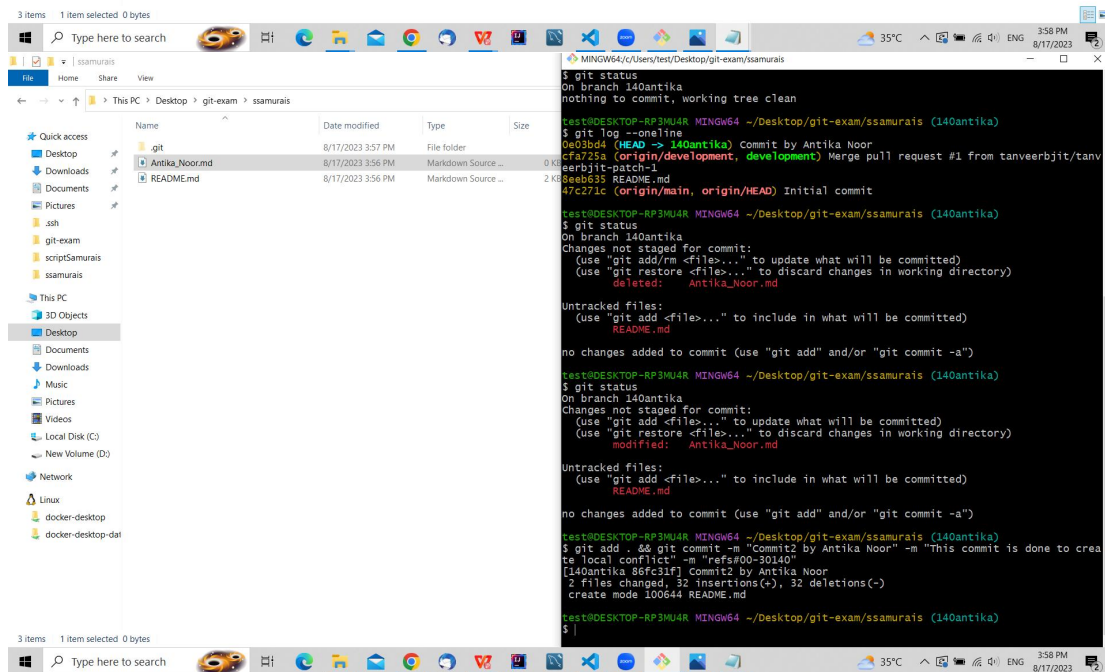 3 items 1 item selected 0 bytes
Type here to search
35°C ENG
3:58 PM
8/17/2023
2
ssamurais
File Home Share View
This PC > Desktop > git-exam > ssamurais
Name Date modified Type Size
.git 8/17/2023 3:57 PM File folder
Antika_Noor.md 8/17/2023 3:56 PM Markdown Source ... 0 KB
README.md 8/17/2023 3:56 PM Markdown Source ... 2 KB
Quick access
Desktop
Downloads
Documents
Pictures
.ssh
git-exam
scriptSamurais
ssamurais
This PC
3D Objects
Desktop
Documents
Downloads
Music
Pictures
Videos
Local Disk (C:)
New Volume (D:)
Network
Linux
docker-desktop
docker-desktop-dat
MINGW64:/c/Users/test/Desktop/git-exam/ssamurais
$ git status
On branch 140antika
nothing to commit, working tree clean
test@DESKTOP-RP3MU4R MINGW64 ~/Desktop/git-exam/ssamurais (140antika)
$ git log --oneline
0e03bd4 (HEAD -> 140antika) Commit by Antika Noor
cfa725a (origin/development, development) Merge pull request #1 from tanveerbjit/tanv
eerbjit-patch-1
8eeb635 README.md
47c271c (origin/main, origin/HEAD) Initial commit
test@DESKTOP-RP3MU4R MINGW64 ~/Desktop/git-exam/ssamurais (140antika)
$ git status
On branch 140antika
Changes not staged for commit:
(use "git add/rm <file>..." to update what will be committed)
(use "git restore <file>..." to discard changes in working directory)
deleted: Antika_Noor.md
Untracked files:
(use "git add <file>..." to include in what will be committed)
README.md
no changes added to commit (use "git add" and/or "git commit -a")
test@DESKTOP-RP3MU4R MINGW64 ~/Desktop/git-exam/ssamurais (140antika)
$ git status
On branch 140antika
Changes not staged for commit:
(use "git add <file>..." to update what will be committed)
(use "git restore <file>..." to discard changes in working directory)
modified: Antika_Noor.md
Untracked files:
(use "git add <file>..." to include in what will be committed)
README.md
no changes added to commit (use "git add" and/or "git commit -a")
test@DESKTOP-RP3MU4R MINGW64 ~/Desktop/git-exam/ssamurais (140antika)
$ git add . && git commit -m "Commit2 by Antika Noor" -m "This commit is done to crea
te local conflict" -m "refs#00-30140"
[140antika 86fc31f] Commit2 by Antika Noor
2 files changed, 32 insertions(+), 32 deletions(-)
create mode 100644 README.md
test@DESKTOP-RP3MU4R MINGW64 ~/Desktop/git-exam/ssamurais (140antika)
$
3 items 1 item selected 0 bytes
Type here to search
zoom
35°C ENG
3:58 PM
8/17/2023
2